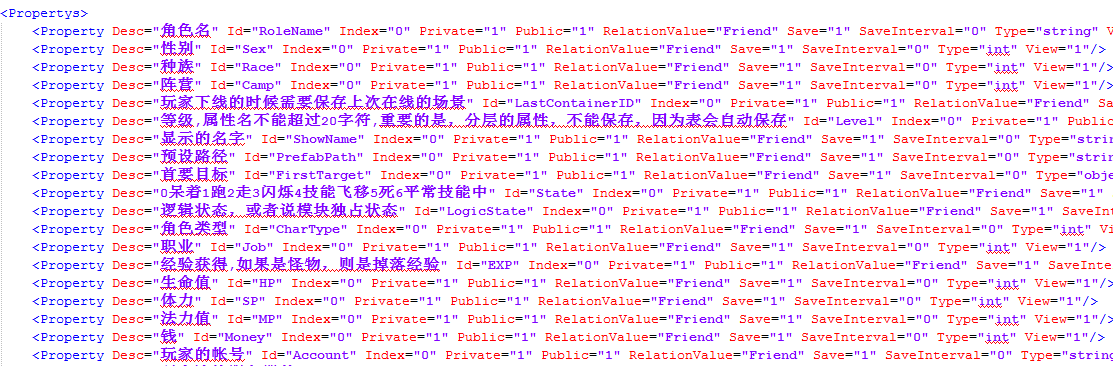 <Propertys>
<Property Desc="角色名" Id="RoleName" Index="0" Private="1" Public="1" RelationValue="Friend" Save="1" SaveInterval="0" Type="string" V
<Property Desc="性别" Id="Sex" Index="0" Private="1" Public="1" RelationValue="Friend" Save="1" SaveInterval="0" Type="int" View="1"/>
<Property Desc="种族" Id="Race" Index="0" Private="1" Public="1" RelationValue="Friend" Save="1" SaveInterval="0" Type="int" View="1"/>
<Property Desc="阵营" Id="Camp" Index="0" Private="1" Public="1" RelationValue="Friend" Save="1" SaveInterval="0" Type="int" View="1"/>
<Property Desc="玩家下线的时候需要保存上次在线的场景" Id="LastContainerID" Index="0" Private="1" Public="1" RelationValue="Friend" Sa
<Property Desc="等级,属性名不能超过20字符,重要的是，分层的属性，不能保存，因为表会自动保存" Id="Level" Index="0" Private="1" Public
<Property Desc="显示的名字" Id="ShowName" Index="0" Private="1" Public="1" RelationValue="Friend" Save="1" SaveInterval="0" Type="strin
<Property Desc="预设路径" Id="PrefabPath" Index="0" Private="1" Public="1" RelationValue="Friend" Save="1" SaveInterval="0" Type="strin
<Property Desc="首要目标" Id="FirstTarget" Index="0" Private="1" Public="1" RelationValue="Friend" Save="1" SaveInterval="0" Type="obje
<Property Desc="0呆着1跑2走3闪烁4技能飞移5死6平常技能中" Id="State" Index="0" Private="1" Public="1" RelationValue="Friend" Save="1"
<Property Desc="逻辑状态，或者说模块独占状态" Id="LogicState" Index="0" Private="1" Public="1" RelationValue="Friend" Save="1" SaveInt
<Property Desc="角色类型" Id="CharType" Index="0" Private="1" Public="1" RelationValue="Friend" Save="1" SaveInterval="0" Type="int" Vi
<Property Desc="职业" Id="Job" Index="0" Private="1" Public="1" RelationValue="Friend" Save="1" SaveInterval="0" Type="int" View="1"/>
<Property Desc="经验获得,如果是怪物，则是掉落经验" Id="EXP" Index="0" Private="1" Public="1" RelationValue="Friend" Save="1" SaveInte
<Property Desc="生命值" Id="HP" Index="0" Private="1" Public="1" RelationValue="Friend" Save="1" SaveInterval="0" Type="int" View="1"/>
<Property Desc="体力" Id="SP" Index="0" Private="1" Public="1" RelationValue="Friend" Save="1" SaveInterval="0" Type="int" View="1"/>
<Property Desc="法力值" Id="MP" Index="0" Private="1" Public="1" RelationValue="Friend" Save="1" SaveInterval="0" Type="int" View="1"/>
<Property Desc="钱" Id="Money" Index="0" Private="1" Public="1" RelationValue="Friend" Save="1" SaveInterval="0" Type="int" View="1"/>
<Property Desc="玩家的帐号" Id="Account" Index="0" Private="1" Public="1" RelationValue="Friend" Save="1" SaveInterval="0" Type="string